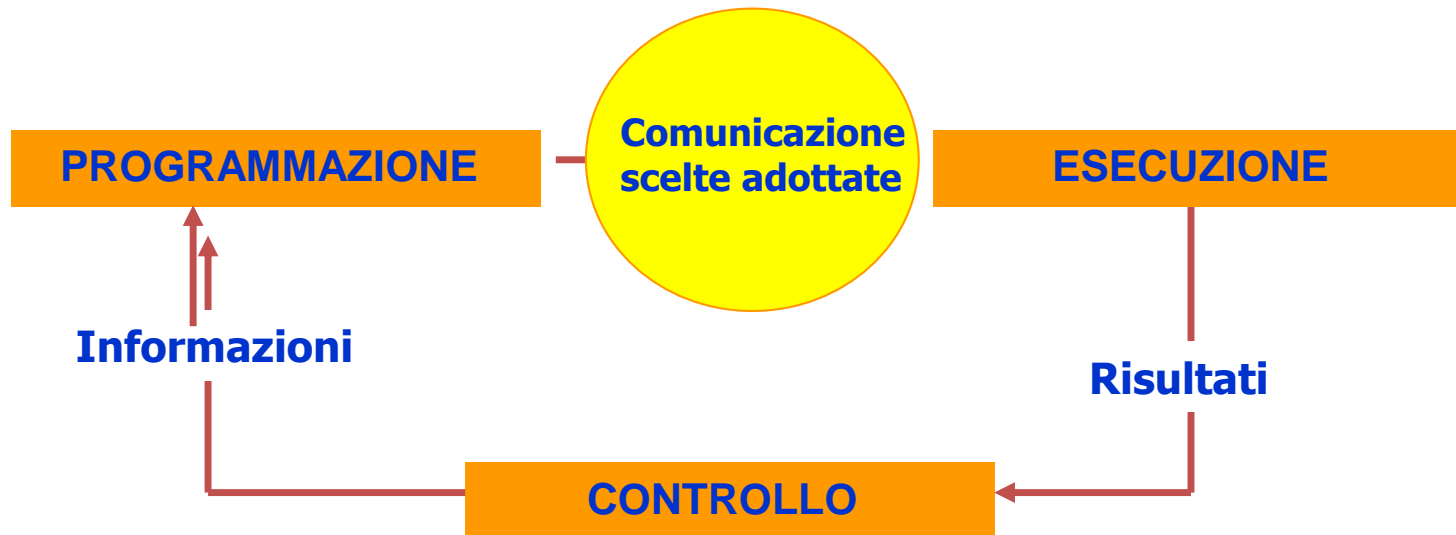 Comunicazione
scelte adottate
PROGRAMMAZIONE
ESECUZIONE
Informazioni
Risultati
CONTROLLO